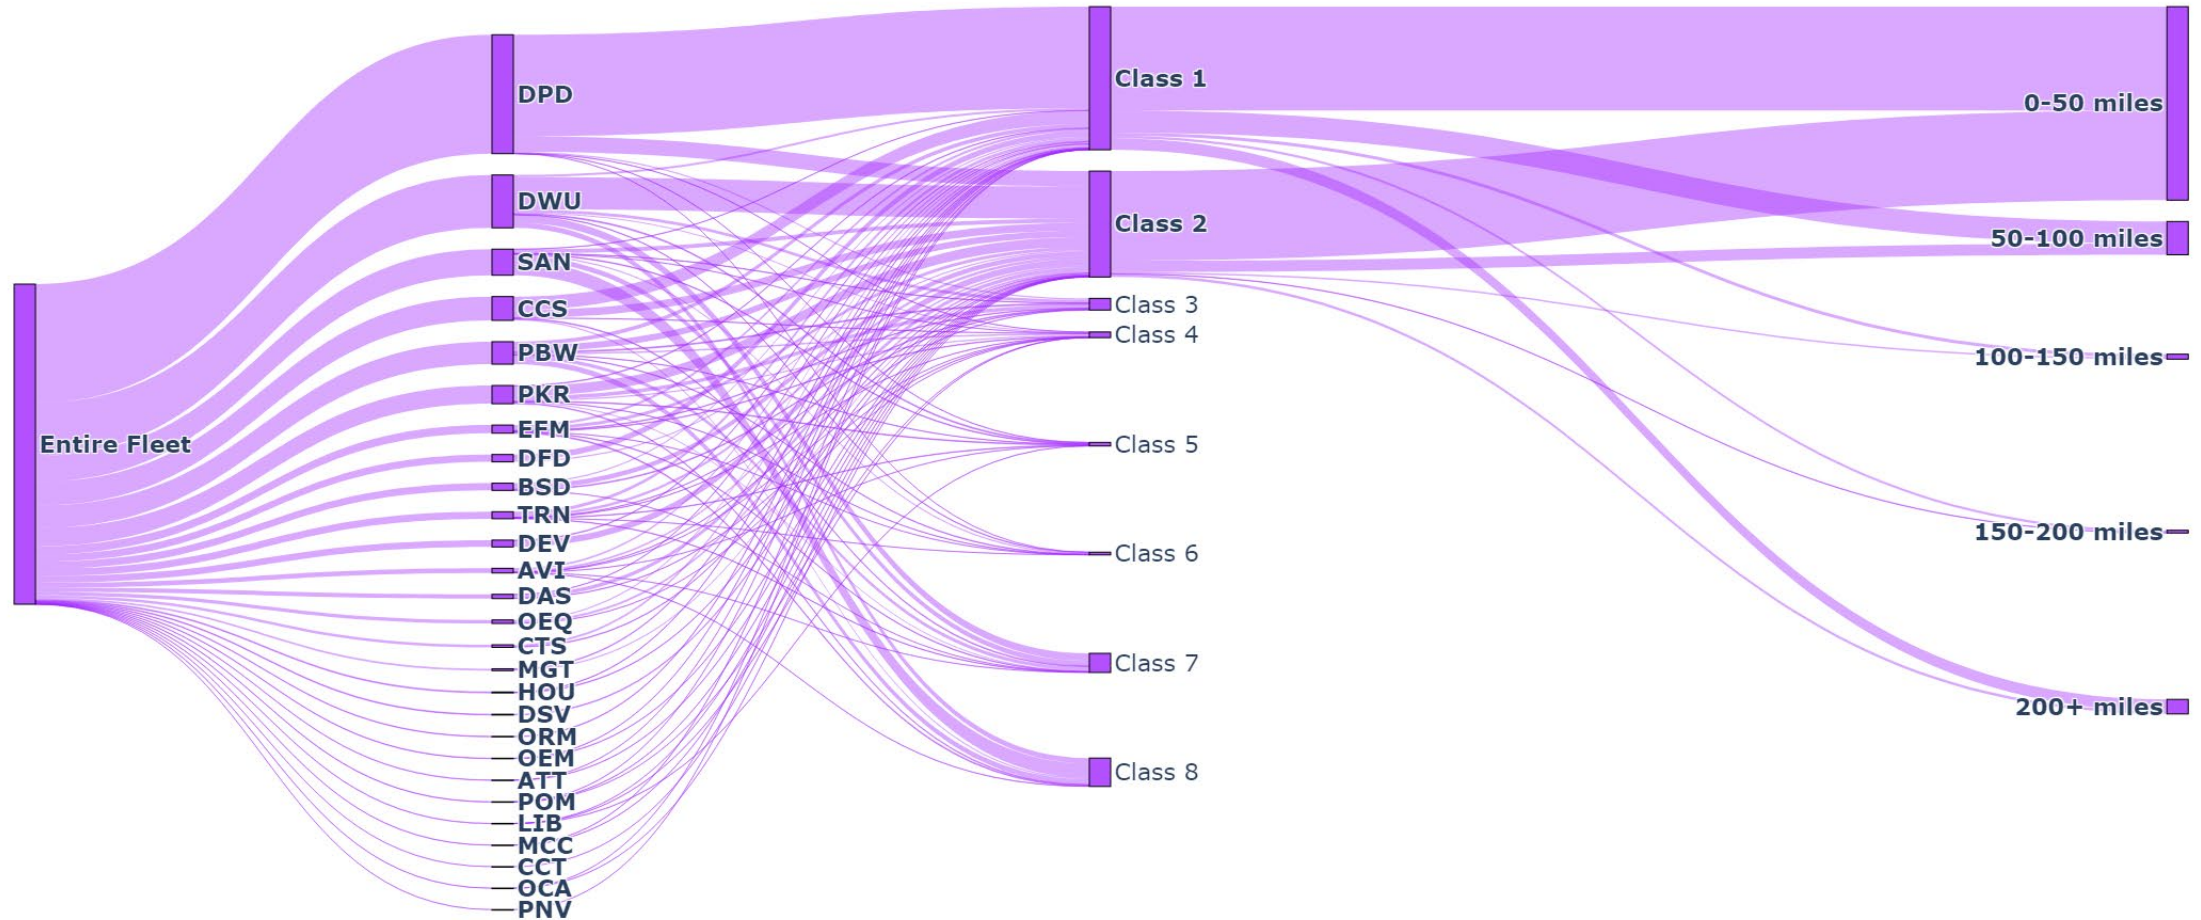 Entire Fleet
DPD
DWU
SAN
CCS
PBW
PKR
EFM
DFD
BSD
TRN
DEV
AVI
DAS
OEQ
CTS
MGT
HOU
DSV
ORM
OEM
ATT
POM
LIB
MCC
CCT
OCA
PNV
Class 1
Class 2
Class 3
Class 4
Class 5
Class 6
Class 7
Class 8
0-50 miles
50-100 miles
100-150 miles
150-200 miles
200+ miles